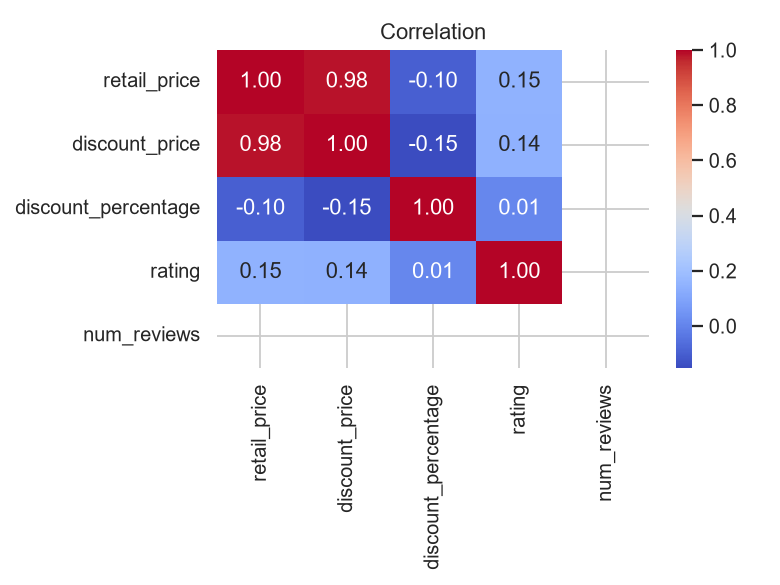 Correlation
retail_price 1.00 0.98 -0.10 0.15
discount_price 0.98 1.00 -0.15 0.14
discount_percentage -0.10 -0.15 1.00 0.01
rating 0.15 0.14 0.01 1.00
num_reviews
retail_price
discount_price
discount_percentage
rating
num_reviews
1.0
0.8
0.6
0.4
0.2
0.0